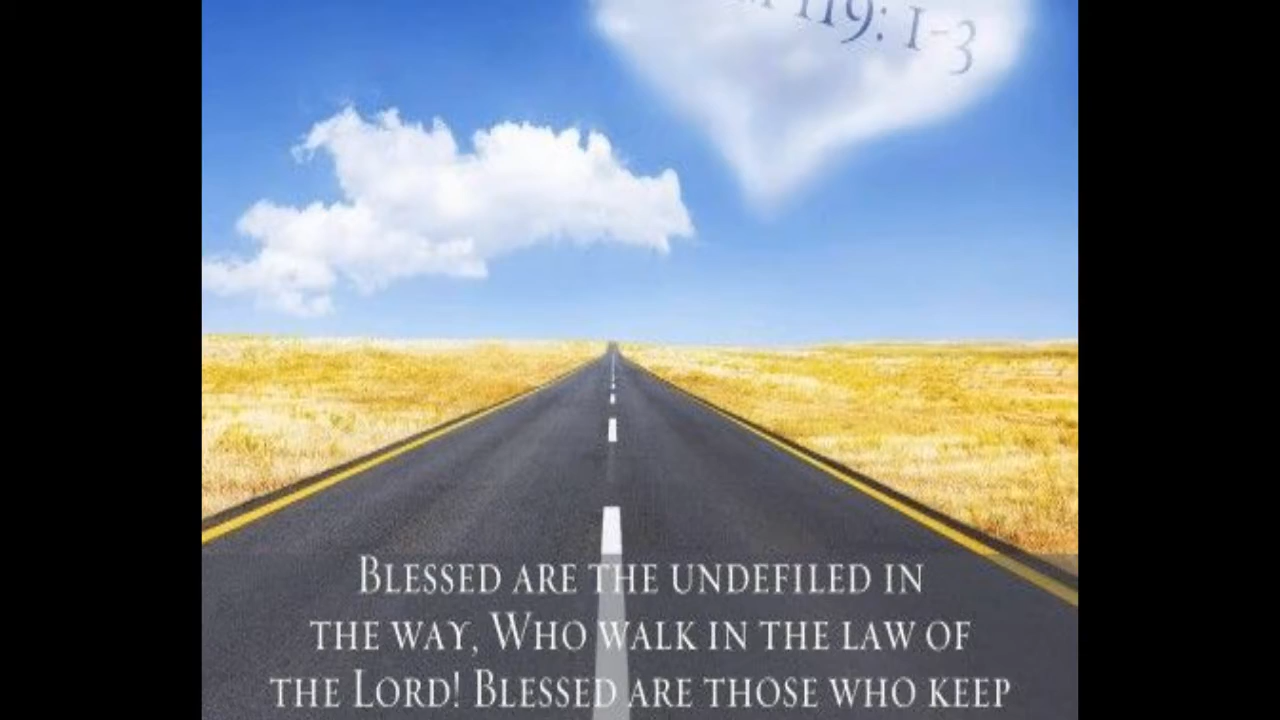 119: 1-3
Blessed are the undefiled in
the way, Who walk in the law of
the Lord! Blessed are those who keep